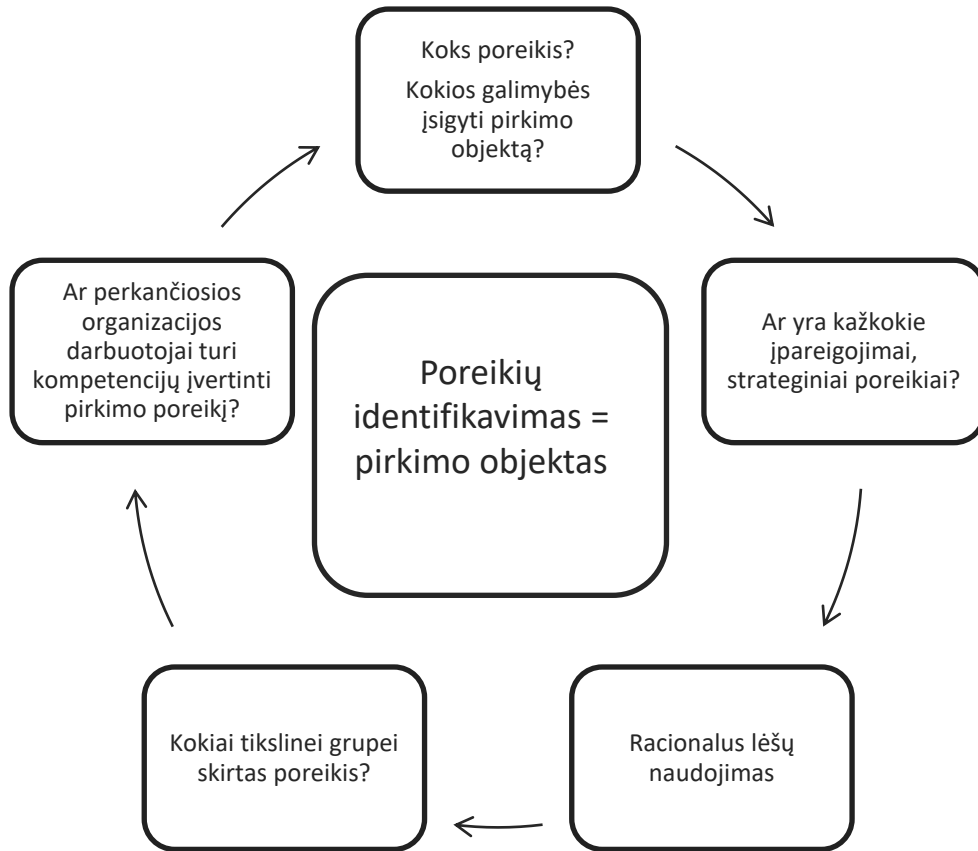 Koks poreikis?
Kokios galimybės
įsigyti pirkimo
objektą?
Ar yra kažkokie
įpareigojimai,
strateginiai poreikiai?
Racionalus lėšų
naudojimas
Kokiai tikslinei grupei
skirtas poreikis?
Ar perkančiosios
organizacijos
darbuotojai turi
kompetencijų įvertinti
pirkimo poreikį?
Poreikių
identifikavimas =
pirkimo objektas